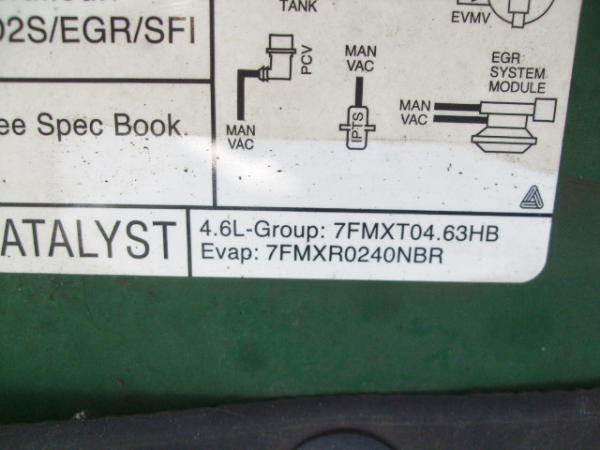 TANK
EVMV
O2S/EGR/SFI
PCV
MAN
VAC
EGR
SYSTEM
MODULE
MAN
VAC
ee Spec Book.
MAN
VAC
IPTS
ATALYST
4.6L-Group: 7FMXT04.63HB
Evap: 7FMXR0240NBR